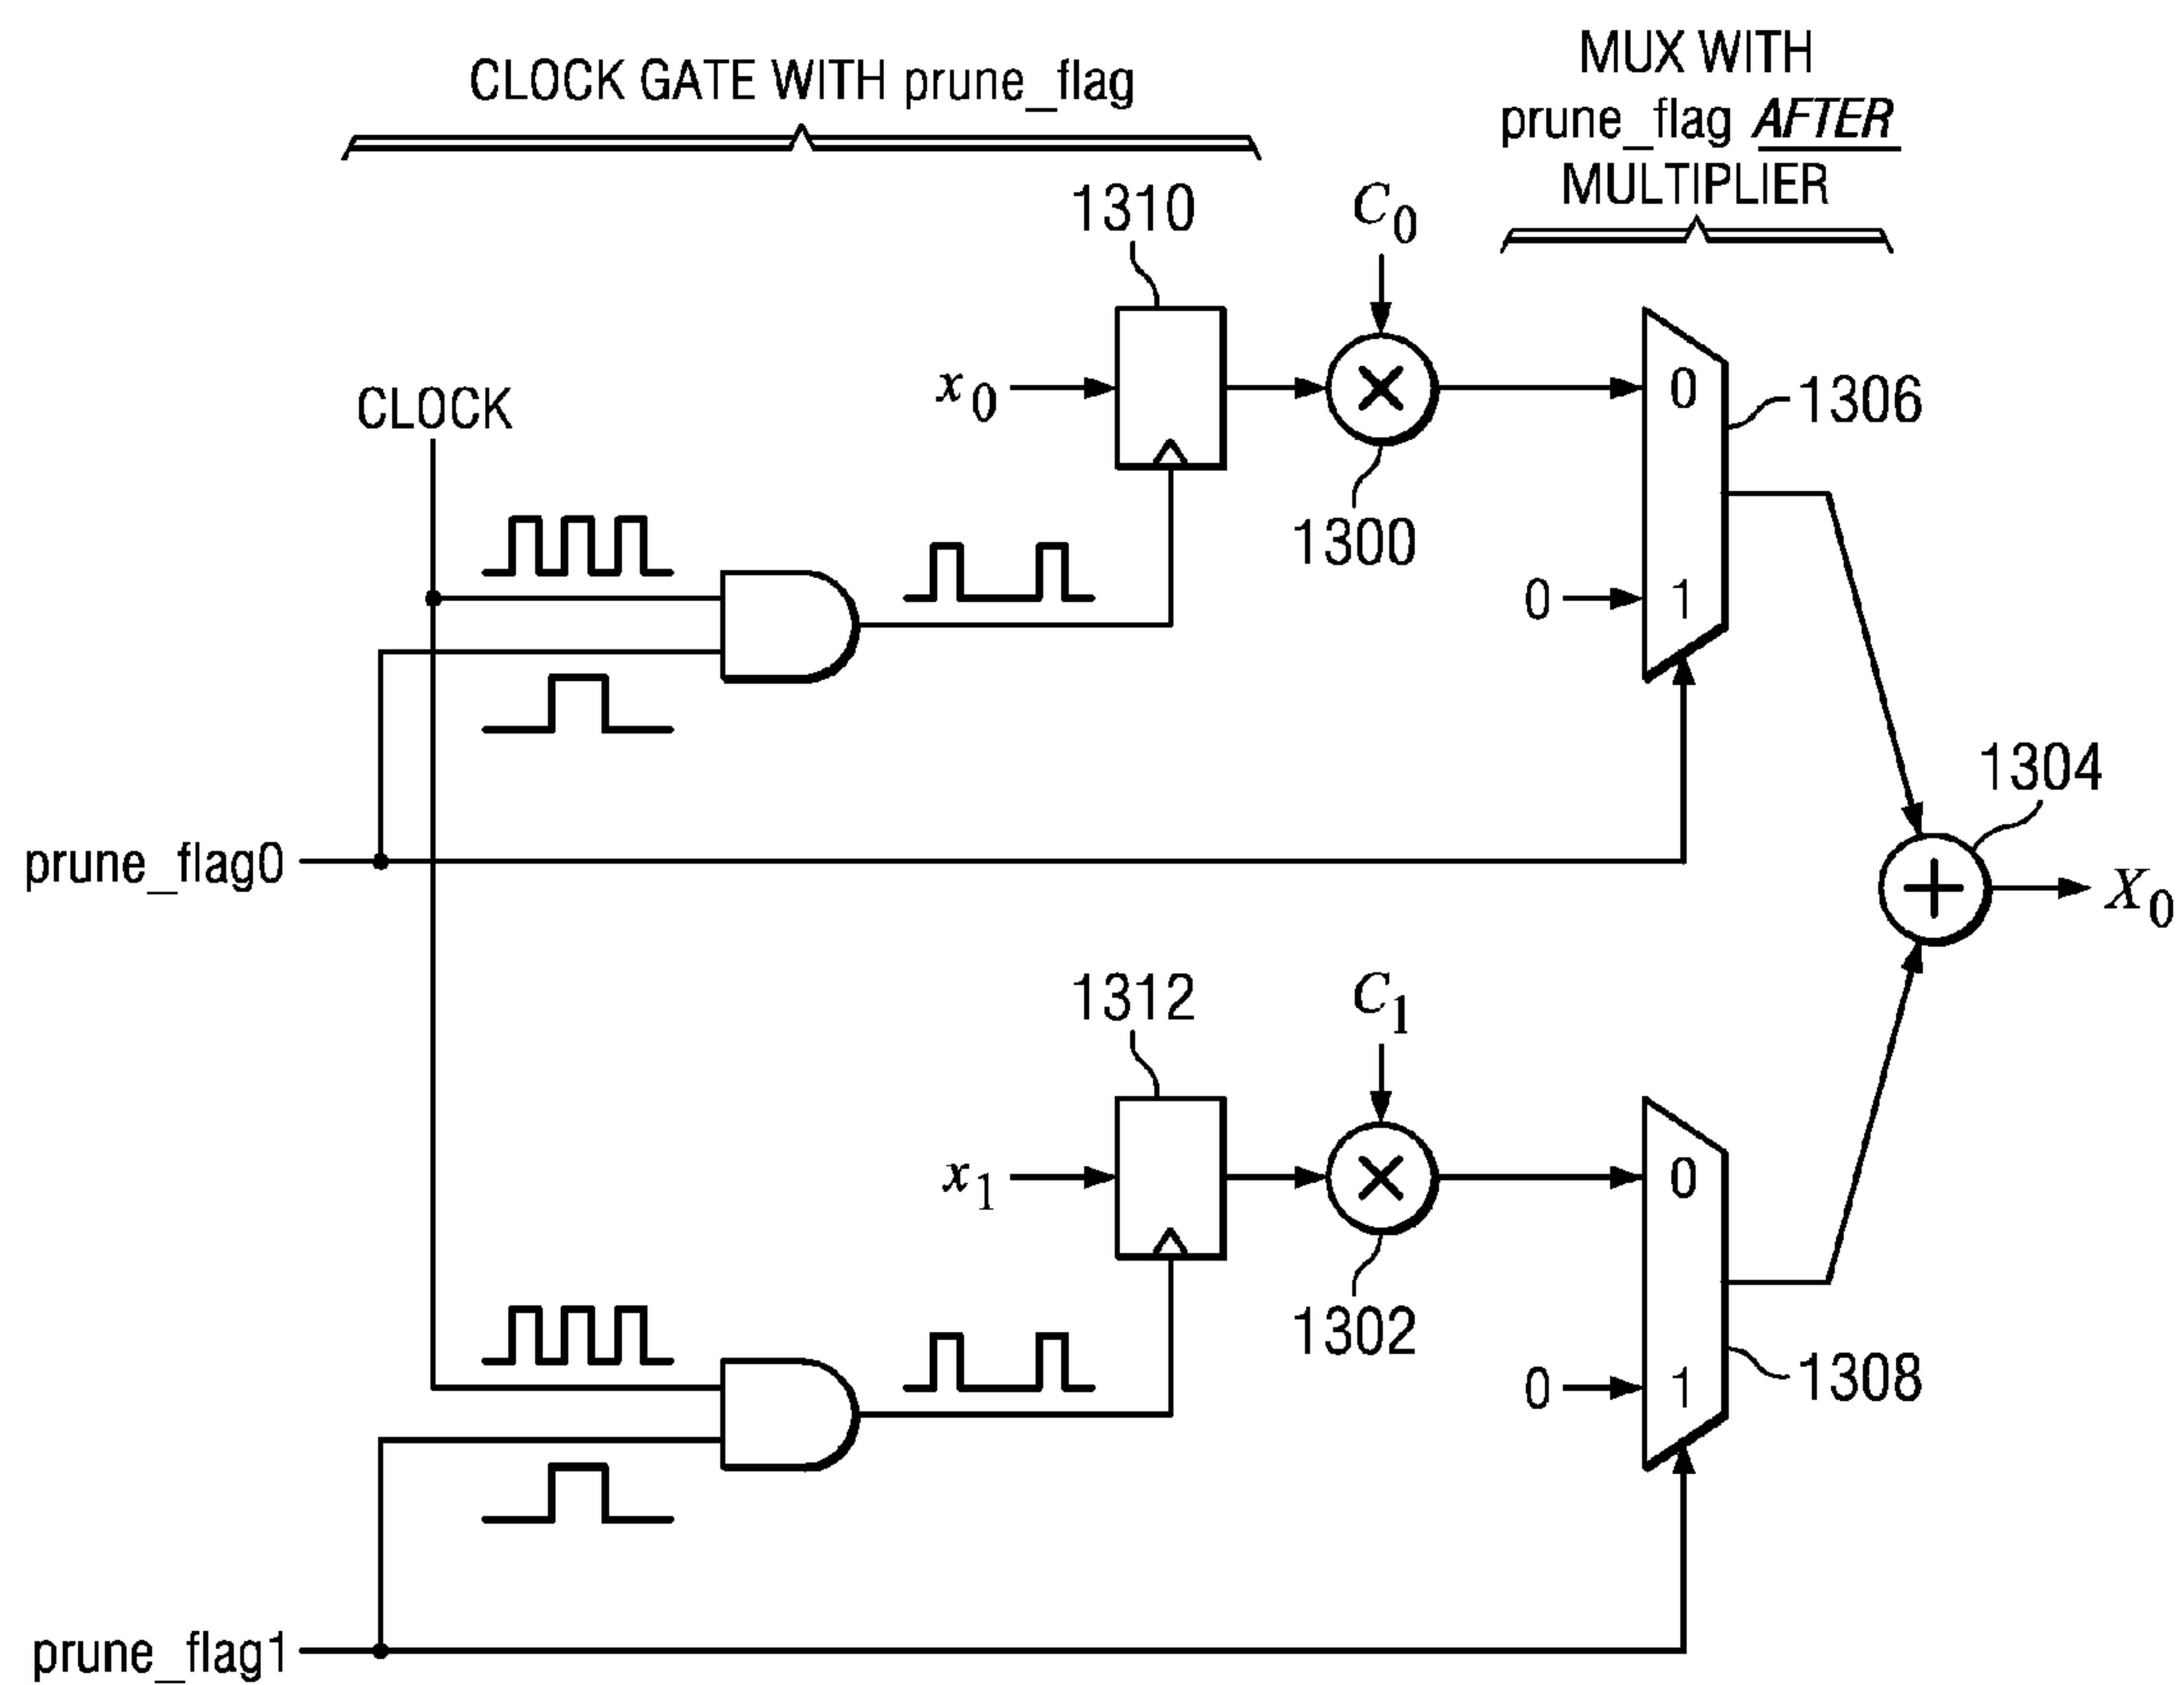 CLOCK GATE WITH prune_flag
MUX WITH
prune_flag AFTER
MULTIPLIER
1310
C0
x0
0
1306
CLOCK
1300
0
1
1304
prune_flag0
X0
1312
C1
x1
0
1302
0
1
1308
prune_flag1